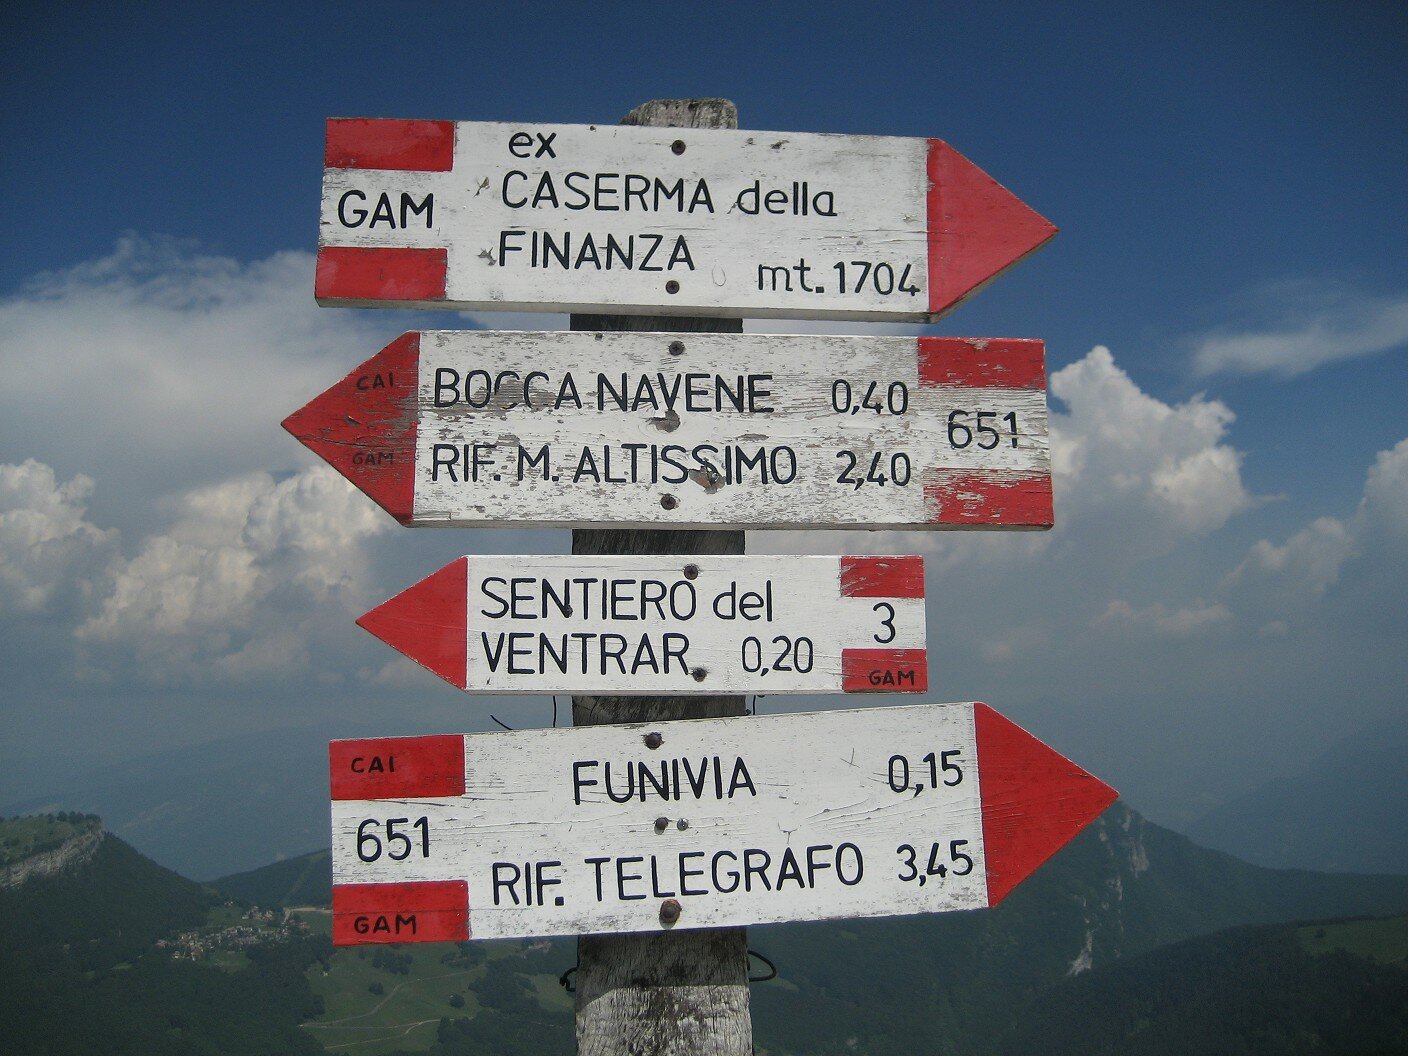 ex
GAM CASERMA della
FINANZA mt. 1704
CAI BOCCA NAVENE 0,40
651
GAM RIF. M. ALTISSIMO 2,40
SENTIERO del
3
VENTRAR 0,20
GAM
CAI FUNIVIA 0,15
651
RIF. TELEGRAFO 3,45
GAM